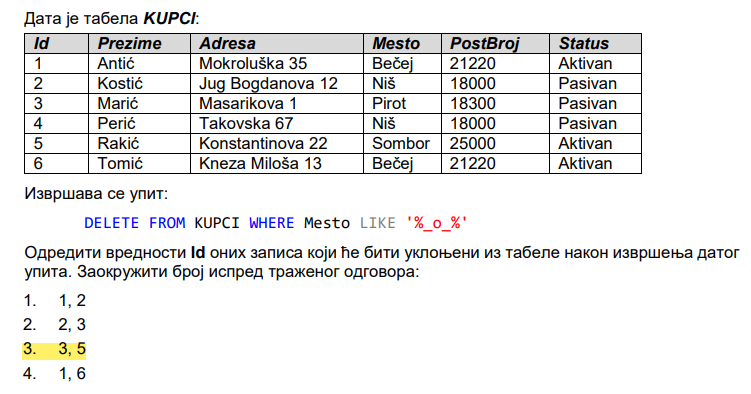 Дата је табела KUPCI:
Id Prezime Adresa Mesto PostBroj Status
1 Antić Mokroluška 35 Bečej 21220 Aktivan
2 Kostić Jug Bogdanova 12 Niš 18000 Pasivan
3 Marić Masarikova 1 Pirot 18300 Pasivan
4 Perić Takovska 67 Niš 18000 Pasivan
5 Rakić Konstantinova 22 Sombor 25000 Aktivan
6 Tomić Kneza Miloša 13 Bečej 21220 Aktivan
Извршава се упит:
DELETE FROM KUPCI WHERE Mesto LIKE '%_o_%'
Одредити вредности Id оних записа који ће бити уклоњени из табеле након извршења датог
упита. Заокружити број испред траженог одговора:
1. 1, 2
2. 2, 3
3. 3, 5
4. 1, 6